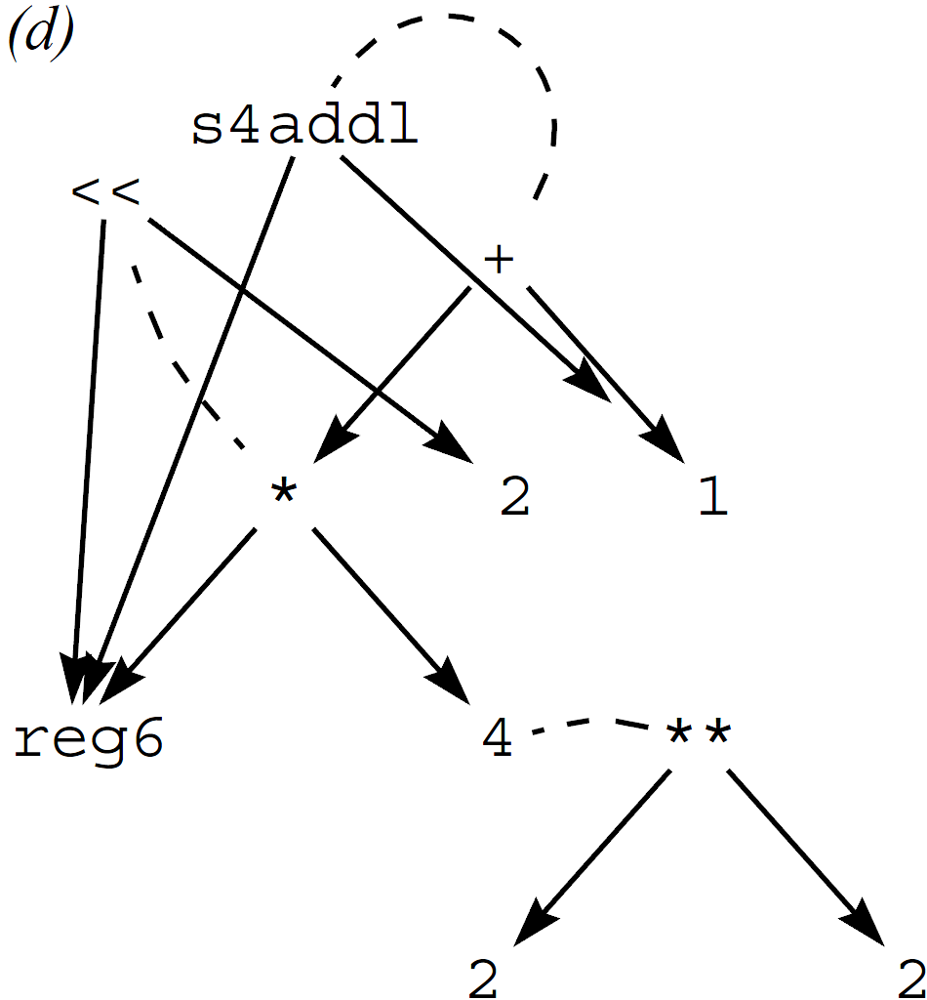 (d)
s4addl
<<
+
* 2 1
reg6 4 **
2 2